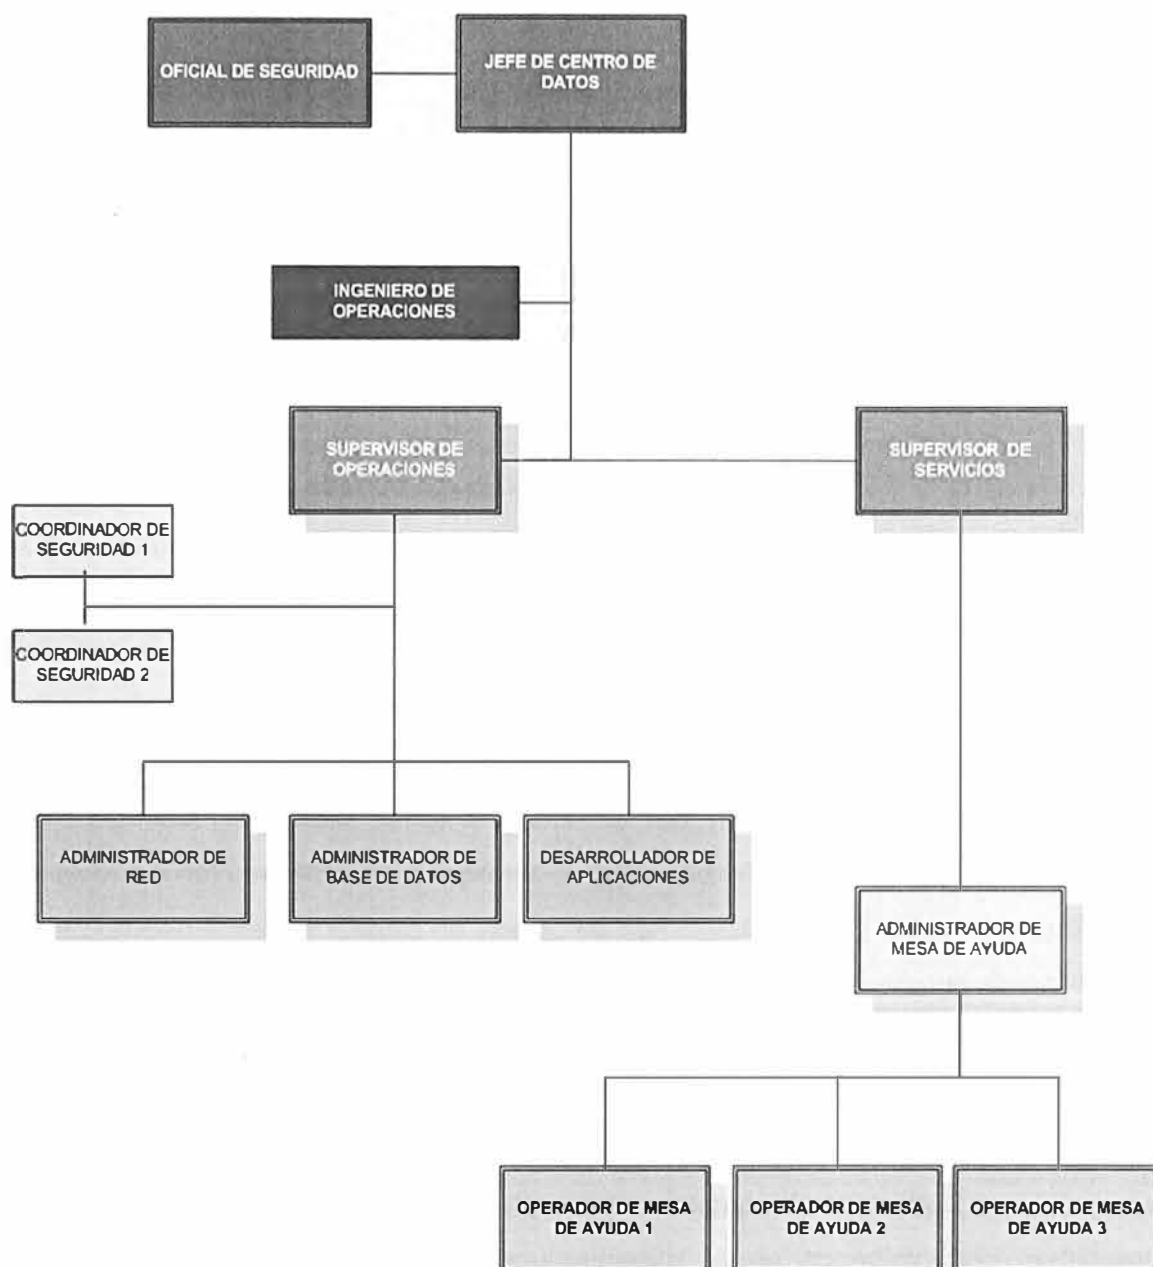 OFICIAL DE SEGURIDAD
JEFE DE CENTRO DE
DATOS
INGENIERO DE
OPERACIONES
SUPERVISOR DE
OPERACIONES
SUPERVISOR DE
SERVICIOS
COORDINADOR DE
SEGURIDAD 1
COORDINADOR DE
SEGURIDAD 2
ADMINISTRADOR DE
RED
ADMINISTRADOR DE
BASE DE DATOS
DESARROLLADOR DE
APLICACIONES
ADMINISTRADOR DE
MESA DE AYUDA
OPERADOR DE MESA
DE AYUDA 1
OPERADOR DE MESA
DE AYUDA 2
OPERADOR DE MESA
DE AYUDA 3